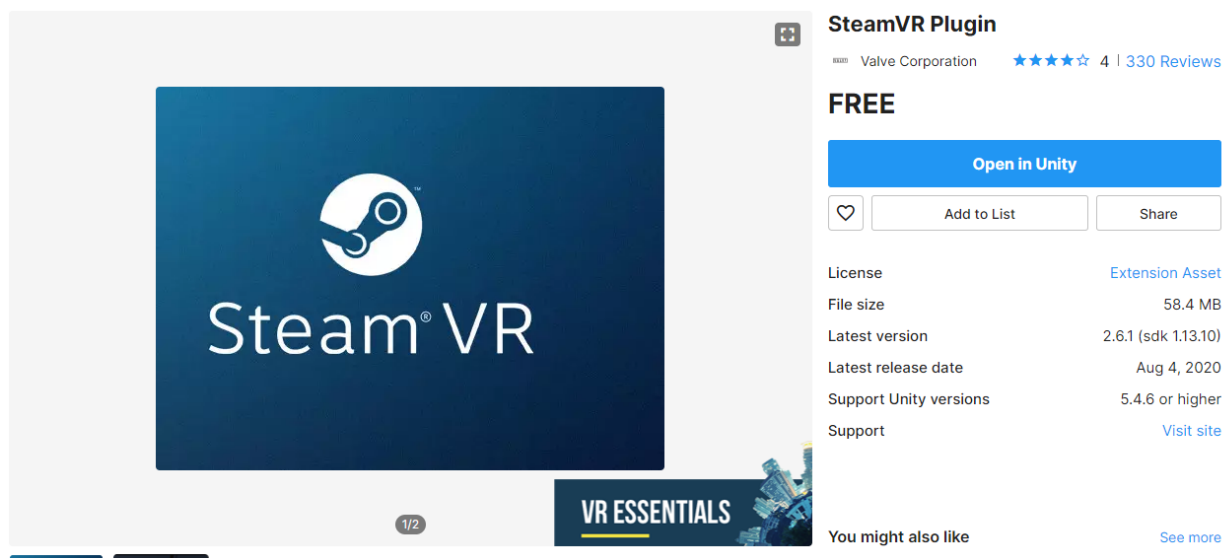 SteamVR Plugin
Valve Corporation 4 | 330 Reviews
FREE
Open in Unity
Add to List
Share
License Extension Asset
File size 58.4 MB
Latest version 2.6.1 (sdk 1.13.10)
Latest release date Aug 4, 2020
Support Unity versions 5.4.6 or higher
Support Visit site
You might also like See more
™
Steam® VR
VR ESSENTIALS
1/2